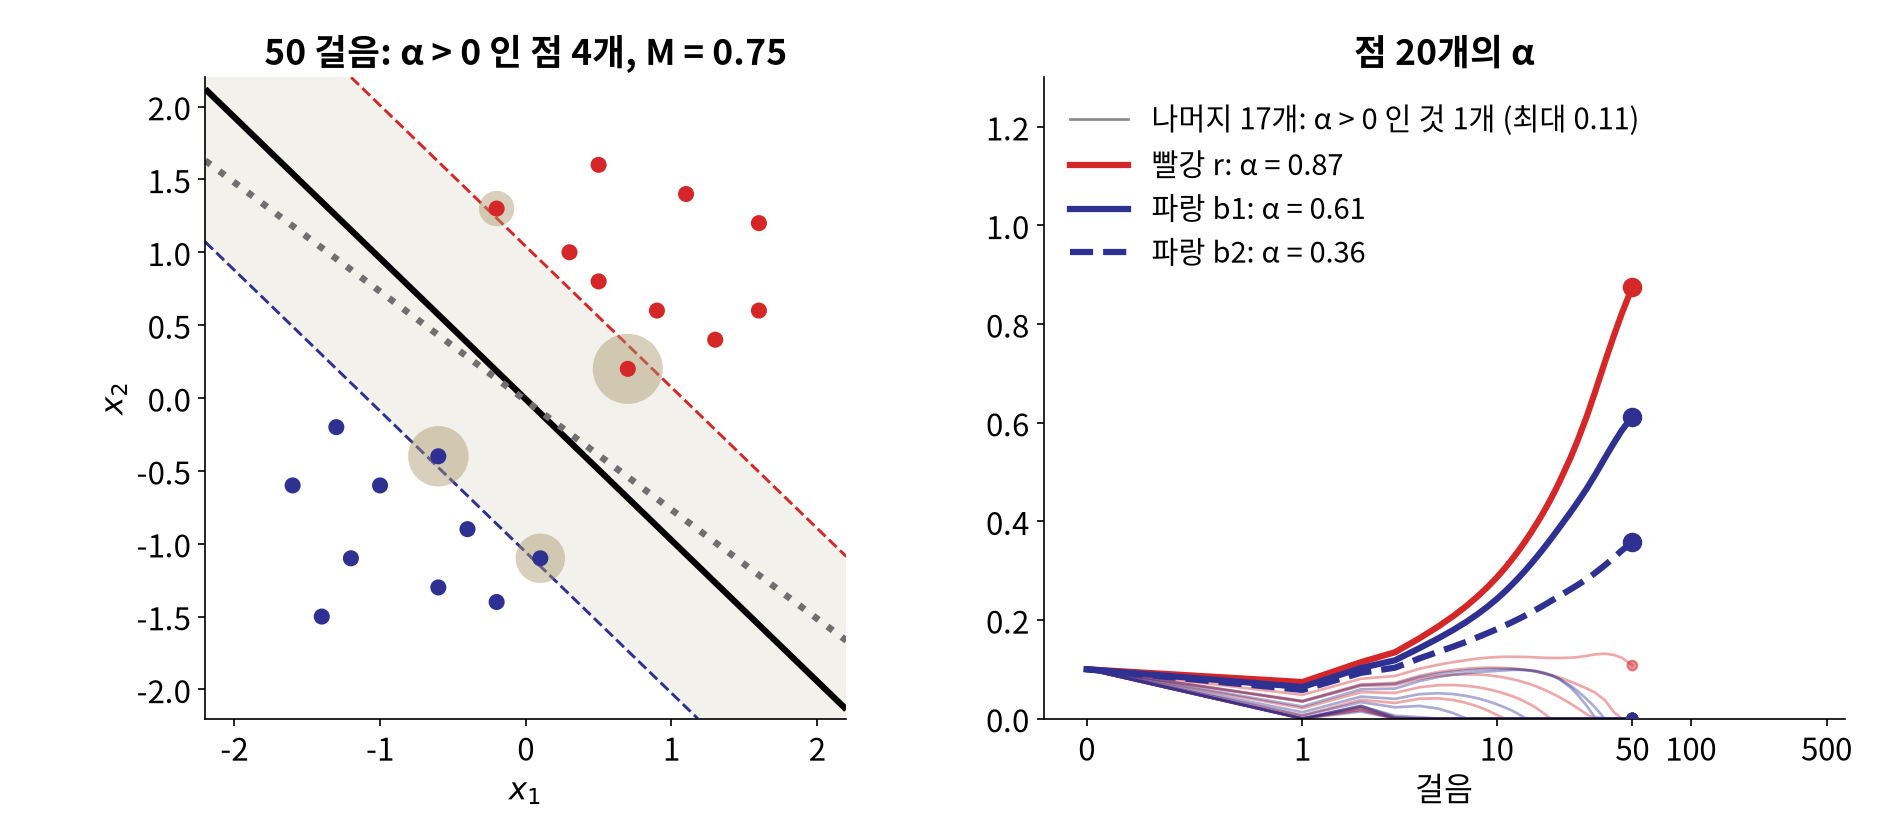 50 걸음: α > 0 인 점 4개, M = 0.75
2.0
1.5
1.0
0.5
0.0
-0.5
-1.0
-1.5
-2.0
x₂
-2 -1 0 1 2
x₁
점 20개의 α
나머지 17개: α > 0 인 것 1개 (최대 0.11)
빨강 r: α = 0.87
파랑 b1: α = 0.61
파랑 b2: α = 0.36
1.2
1.0
0.8
0.6
0.4
0.2
0.0
0 1 10 50 100 500
걸음